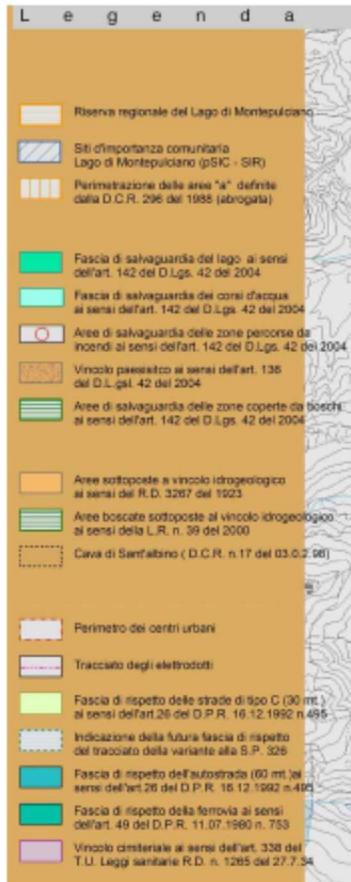 L e g e n d a
Riserva regionale del Lago di Montepulciano
Siti d'importanza comunitaria
Lago di Montepulciano (pSIC - SIR)
Perimetrazione delle aree "a" definite
dalla D.C.R. 296 del 1988 (abrogata)
Fascia di salvaguardia del lago ai sensi
dell'art. 142 del D.Lgs. 42 del 2004
Fascia di salvaguardia dei corsi d'acqua
ai sensi dell'art. 142 del D.Lgs. 42 del 2004
Aree di salvaguardia delle zone percorse da
incendi ai sensi dell'art. 142 del D.Lgs. 42 del 2004
Vincolo paesistico ai sensi dell'art. 136
del D.L.gsl. 42 del 2004
Aree di salvaguardia delle zone coperte da boschi
ai sensi dell'art. 142 del D.Lgs. 42 del 2004
Aree sottoposte a vincolo idrogeologico
ai sensi del R.D. 3267 del 1923
Aree boscate sottoposte al vincolo idrogeologico
ai sensi della L.R. n. 39 del 2000
Cava di Sant'albino ( D.C.R. n.17 del 03.0.2.98)
Perimetro dei centri urbani
Tracciato degli elettrodotti
Fascia di rispetto delle strade di tipo C (30 mt.)
ai sensi dell'art.26 del D.P.R. 16.12.1992 n.495
Indicazione della futura fascia di rispetto
del tracciato della variante alla S.P. 326
Fascia di rispetto dell'autostrada (60 mt.)ai
sensi dell'art.26 del D.P.R. 16.12.1992 n.495
Fascia di rispetto della ferrovia ai sensi
dell'art. 49 del D.P.R. 11.07.1980 n. 753
Vincolo cimiteriale ai sensi dell'art. 338 del
T.U. Leggi sanitarie R.D. n. 1265 del 27.7.34